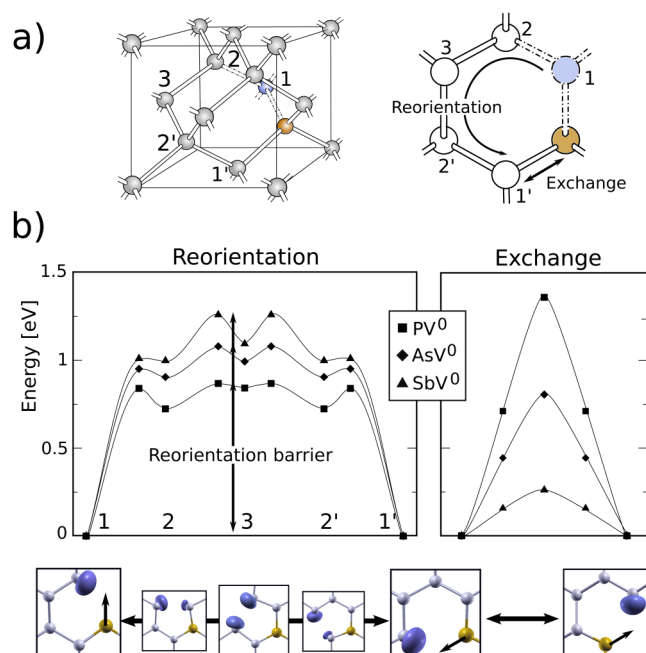 a)
2
3
1
2'
1'
2
3
1
Reorientation
2'
1'
Exchange
b)
Reorientation
Exchange
1.5
1
0.5
0
Energy [eV]
PV⁰
AsV⁰
SbV⁰
Reorientation barrier
1 2 3 2' 1'